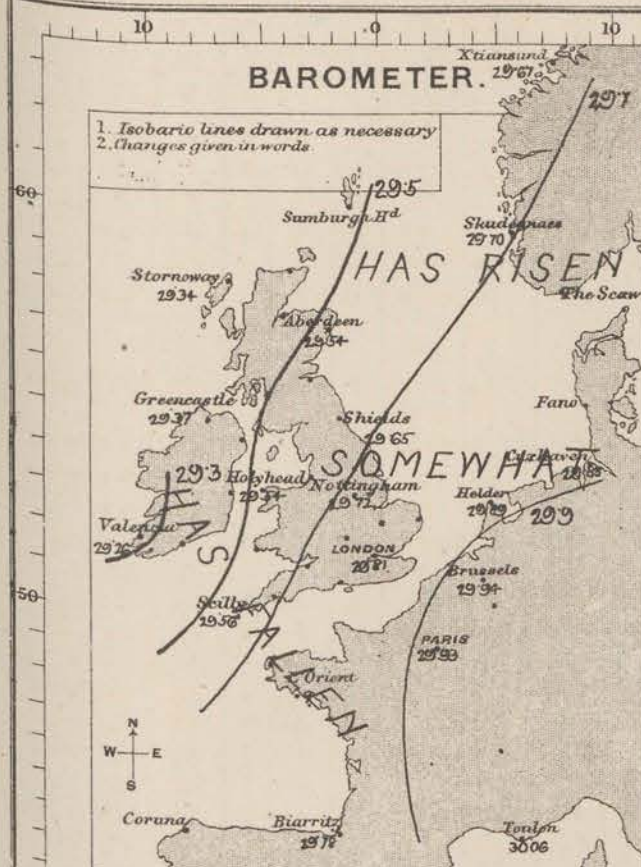 10 0 10
Xtiansund
29.67
BAROMETER.
29.7
1. Isobaric lines drawn as necessary
2. Changes given in words.
60
29.5
Sumburgh Hd
Skudesnaes
29.70
HAS RISEN
Stornoway
29.34
The Scaw
Aberdeen
29.54
Greencastle
29.37
Fano
Shields
29.65
SOMEWHAT
Cuxhaven
29.3
Holyhead
Nottingham
Helder
29.9
HAS
Valencia
29.26
LONDON
29.81
50
Brussels
29.94
Scilly
29.56
FALLEN
PARIS
29.93
Orient
N
W E
S
Coruna
Biarritz
29.78
Toulon
30.06